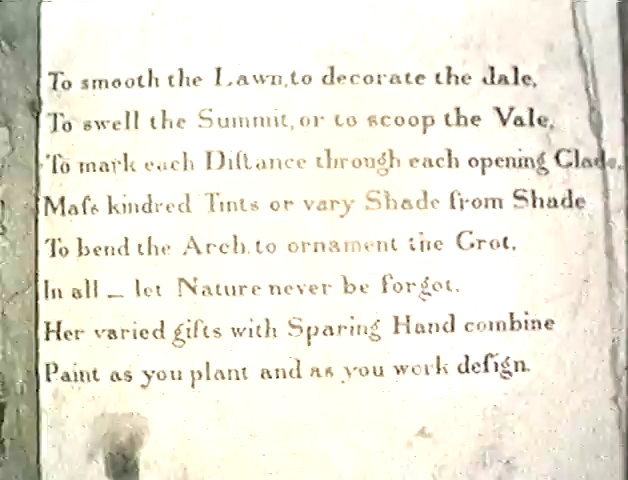 To smooth the Lawn, to decorate the dale,
To swell the Summit, or to scoop the Vale,
To mark each Diſtance through each opening Glade,
Maſs kindred Tints or vary Shade from Shade
To bend the Arch, to ornament the Grot,
In all — let Nature never be forgot.
Her varied gifts with Sparing Hand combine
Paint as you plant and as you work deſign.